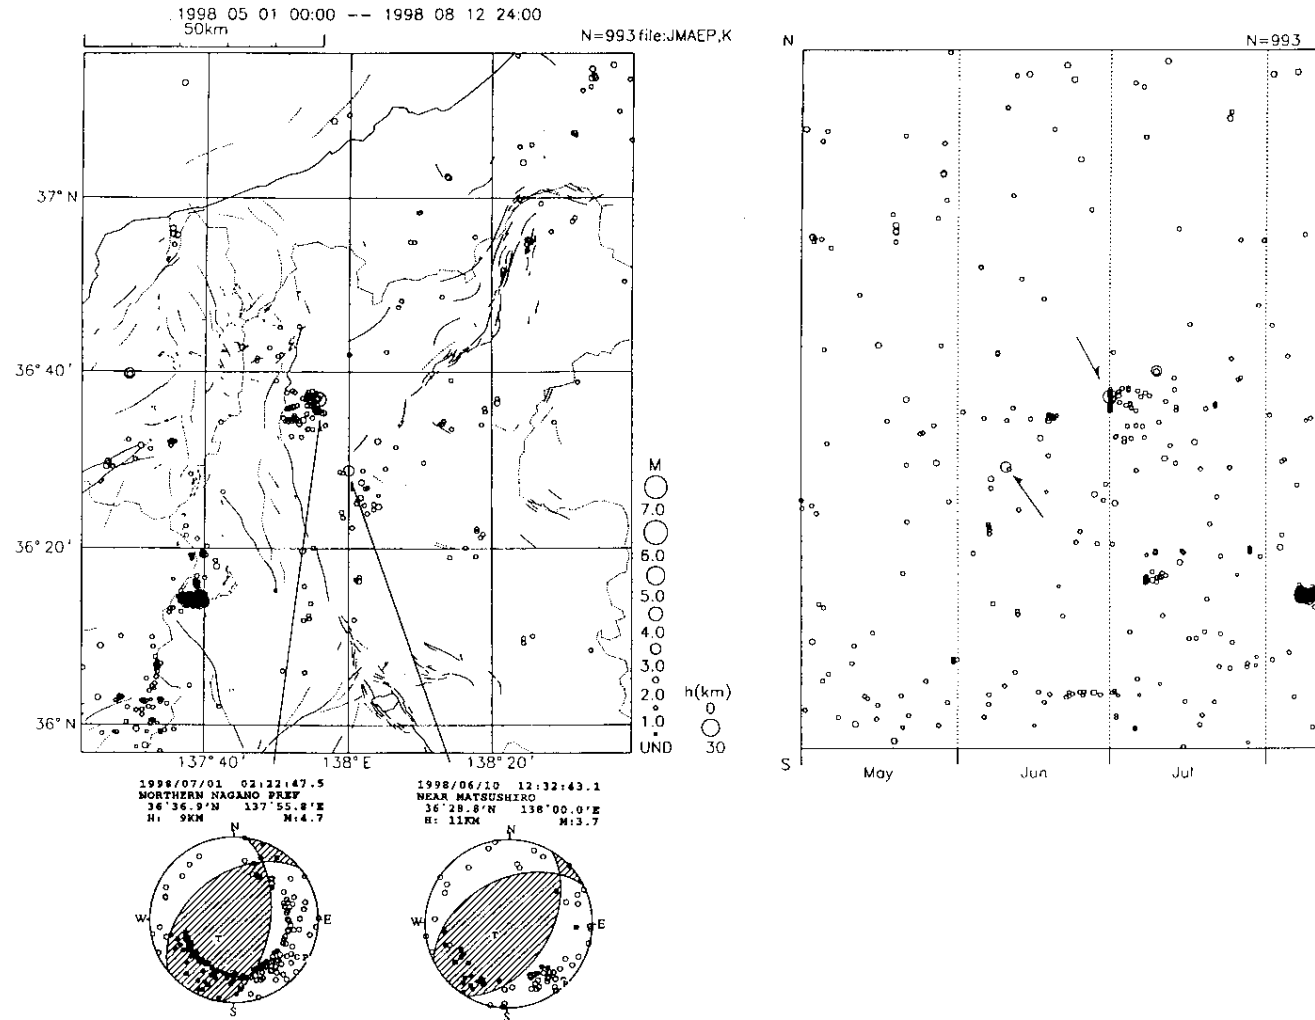 1998 05 01 00:00 -- 1998 08 12 24:00
50km
N=993 file:JMAEP,K
37°N
36°40'
36°20'
36°N
137°40'
138°E
138°20'
M
7.0
6.0
5.0
4.0
3.0
2.0
1.0
UND
h(km)
0
30
N
N=993
S
May
Jun
Jul
1998/07/01 02:22:47.5
NORTHERN NAGANO PREF
36°36.9'N 137°55.8'E
H: 9KM M:4.7
N
W
E
T
P
S
1998/06/10 12:32:43.1
NEAR MATSUSHIRO
36°28.8'N 138°00.0'E
H: 11KM M:3.7
N
W
E
T
P
S